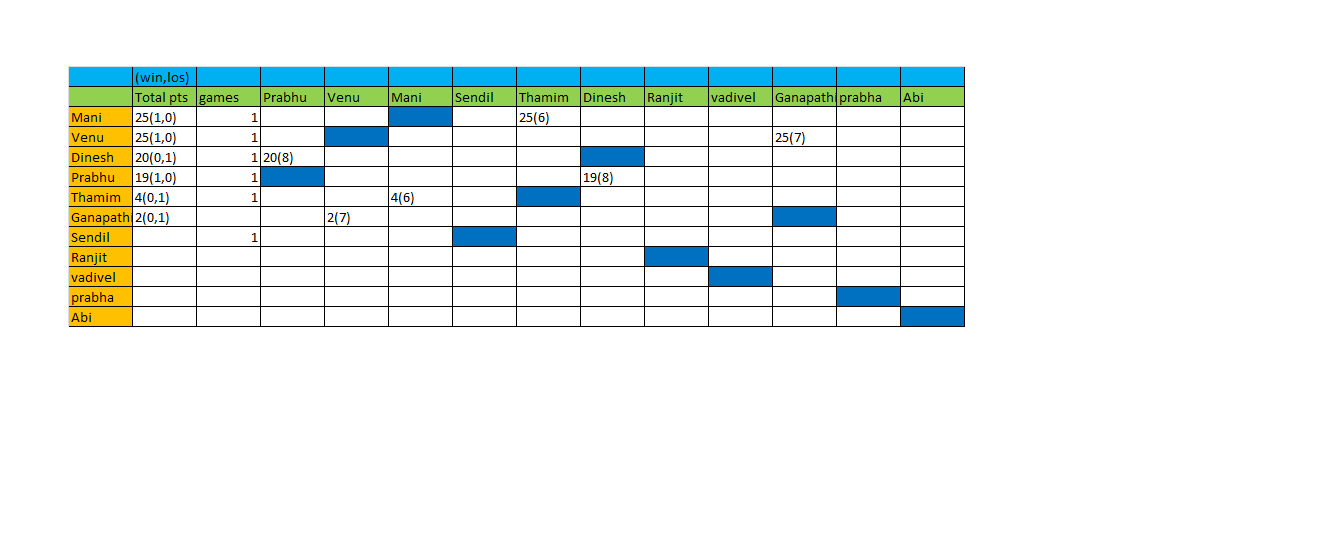 (win,los)
Total pts games Prabhu Venu Mani Sendil Thamim Dinesh Ranjit vadivel Ganapathi prabha Abi
Mani 25(1,0) 1 25(6)
Venu 25(1,0) 1 25(7)
Dinesh 20(0,1) 1 20(8)
Prabhu 19(1,0) 1 19(8)
Thamim 4(0,1) 1 4(6)
Ganapathi 2(0,1) 2(7)
Sendil 1
Ranjit
vadivel
prabha
Abi